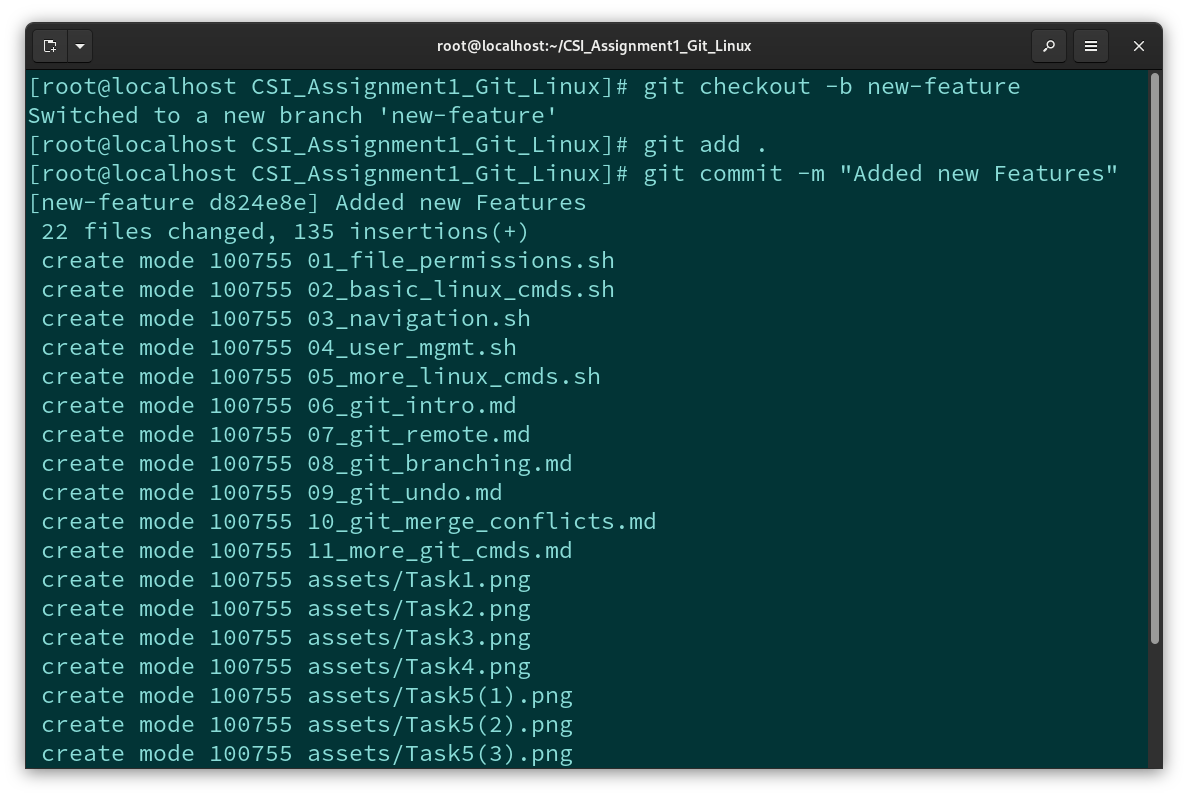 root@localhost:~/CSI_Assignment1_Git_Linux
[root@localhost CSI_Assignment1_Git_Linux]# git checkout -b new-feature
Switched to a new branch 'new-feature'
[root@localhost CSI_Assignment1_Git_Linux]# git add .
[root@localhost CSI_Assignment1_Git_Linux]# git commit -m "Added new Features"
[new-feature d824e8e] Added new Features
 22 files changed, 135 insertions(+)
 create mode 100755 01_file_permissions.sh
 create mode 100755 02_basic_linux_cmds.sh
 create mode 100755 03_navigation.sh
 create mode 100755 04_user_mgmt.sh
 create mode 100755 05_more_linux_cmds.sh
 create mode 100755 06_git_intro.md
 create mode 100755 07_git_remote.md
 create mode 100755 08_git_branching.md
 create mode 100755 09_git_undo.md
 create mode 100755 10_git_merge_conflicts.md
 create mode 100755 11_more_git_cmds.md
 create mode 100755 assets/Task1.png
 create mode 100755 assets/Task2.png
 create mode 100755 assets/Task3.png
 create mode 100755 assets/Task4.png
 create mode 100755 assets/Task5(1).png
 create mode 100755 assets/Task5(2).png
 create mode 100755 assets/Task5(3).png